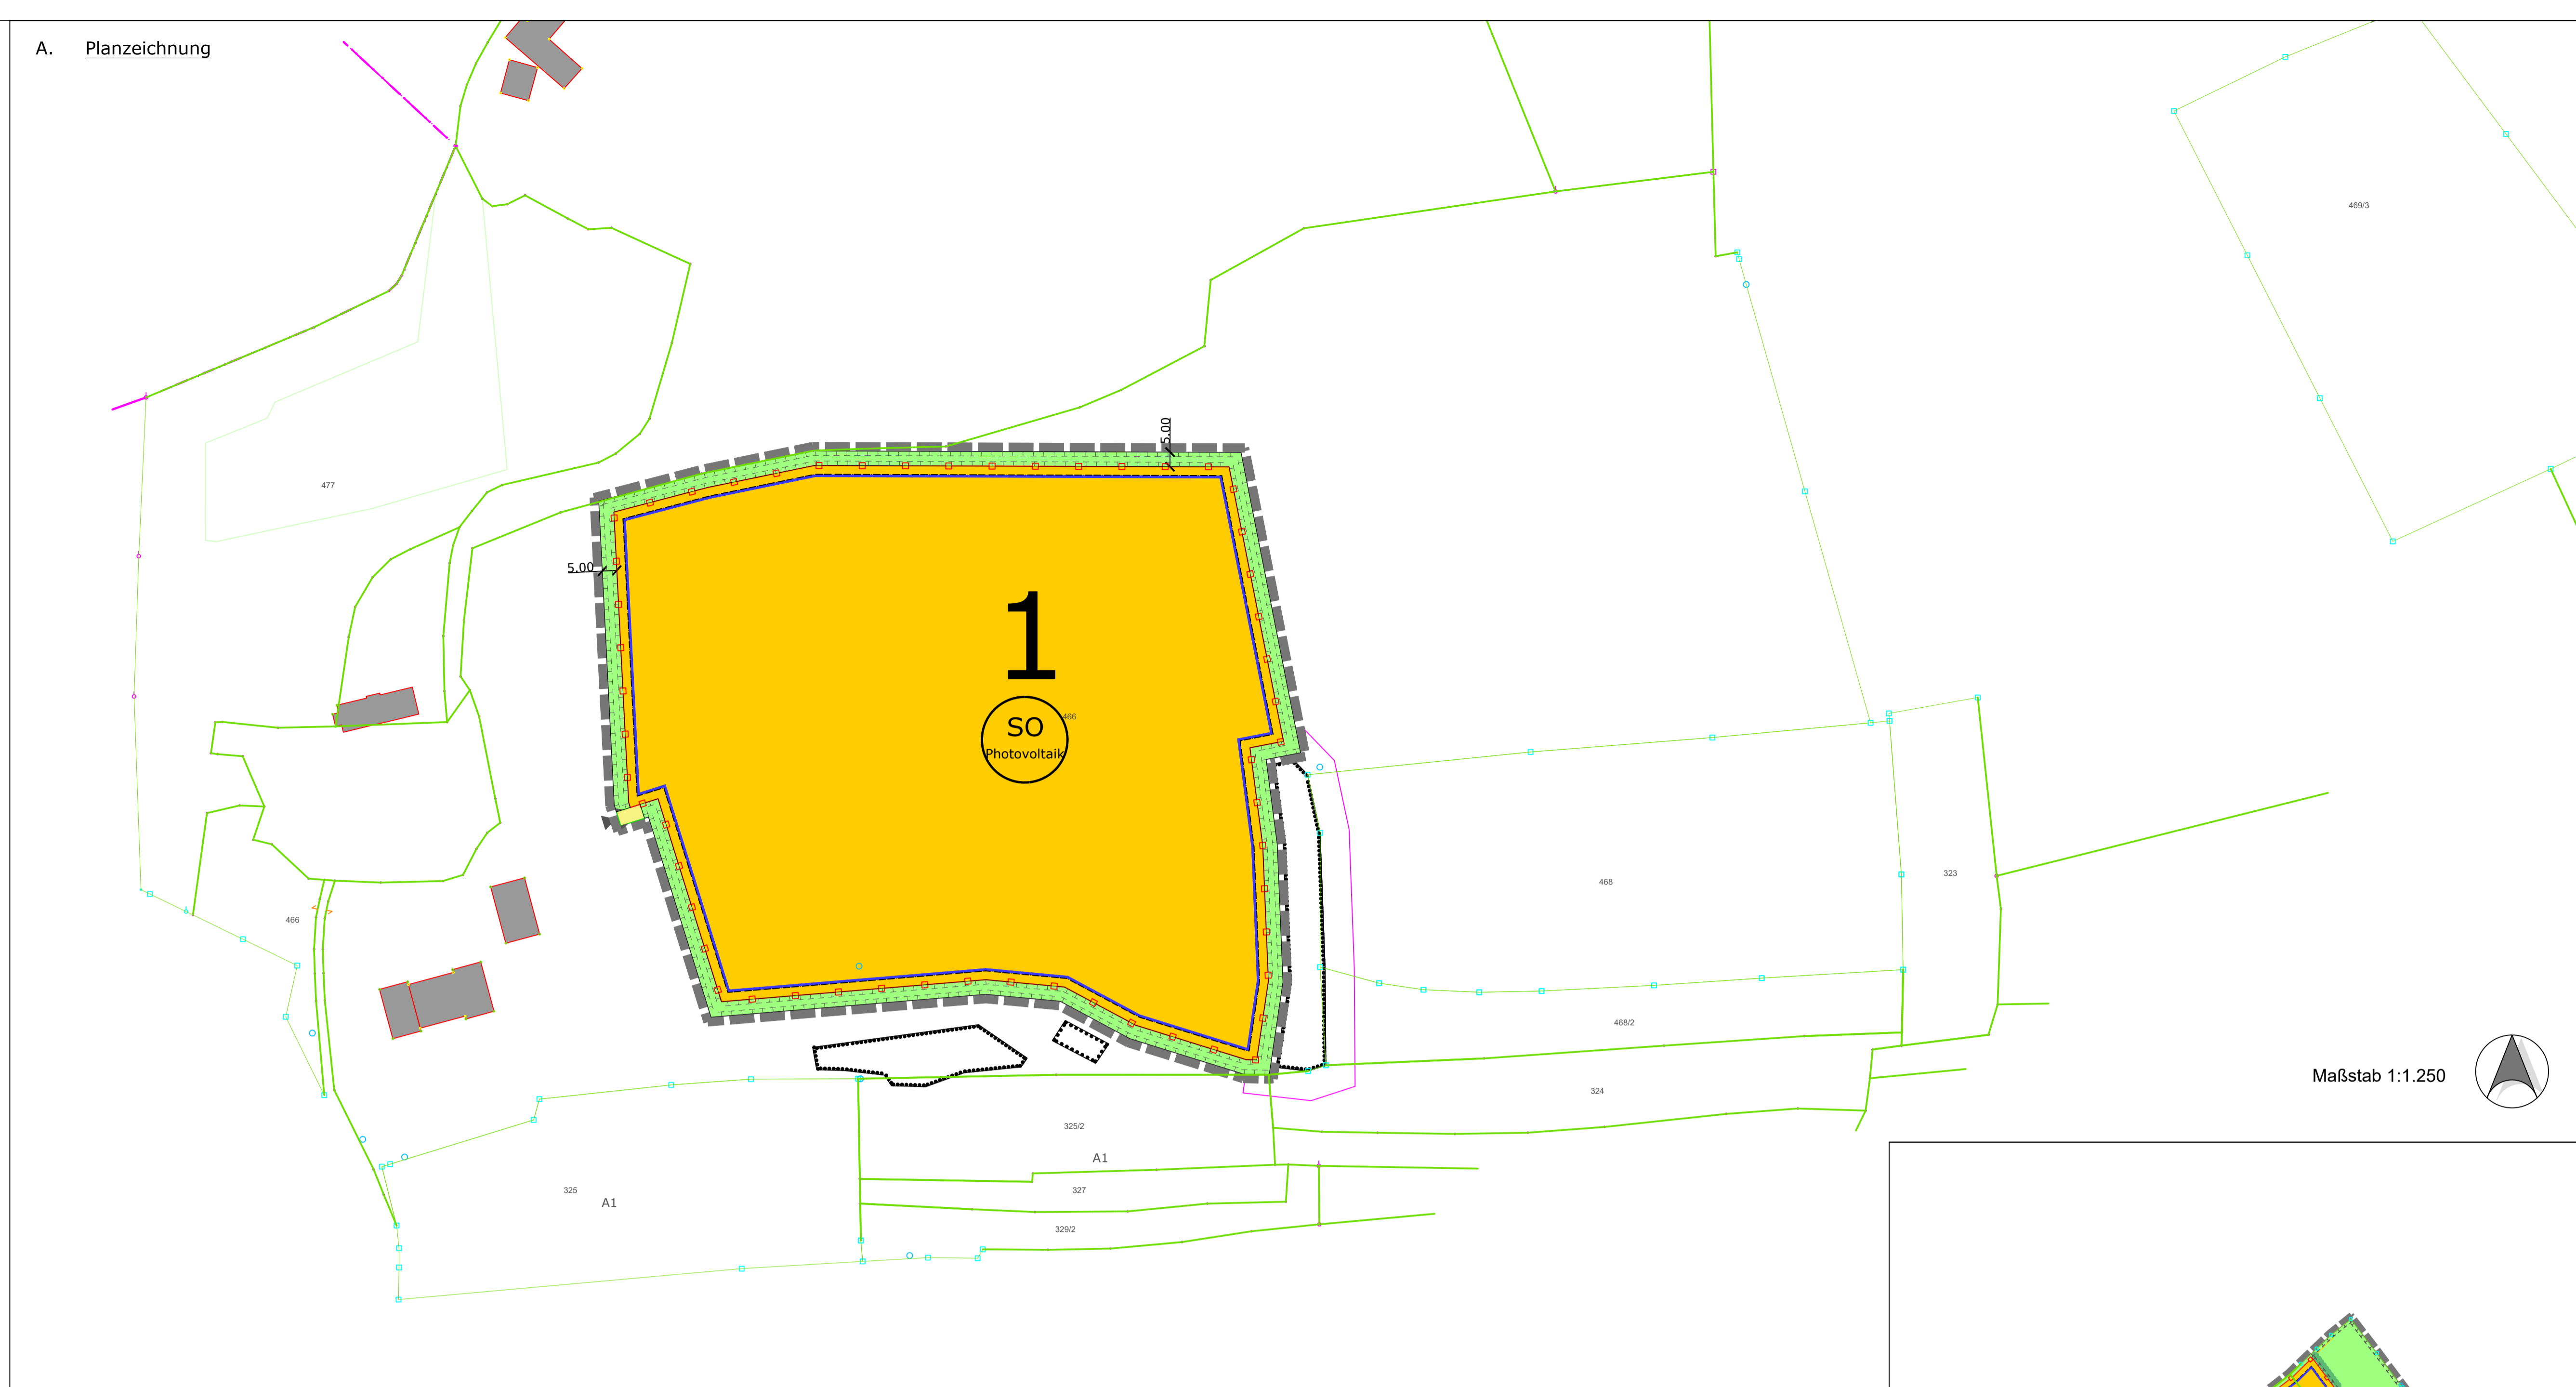 A. Planzeichnung
469/3
5.00
477
5.00
1
466
SO
Photovoltaik
468
323
466
468/2
Maßstab 1:1.250
324
325/2
A1
325
327
A1
329/2